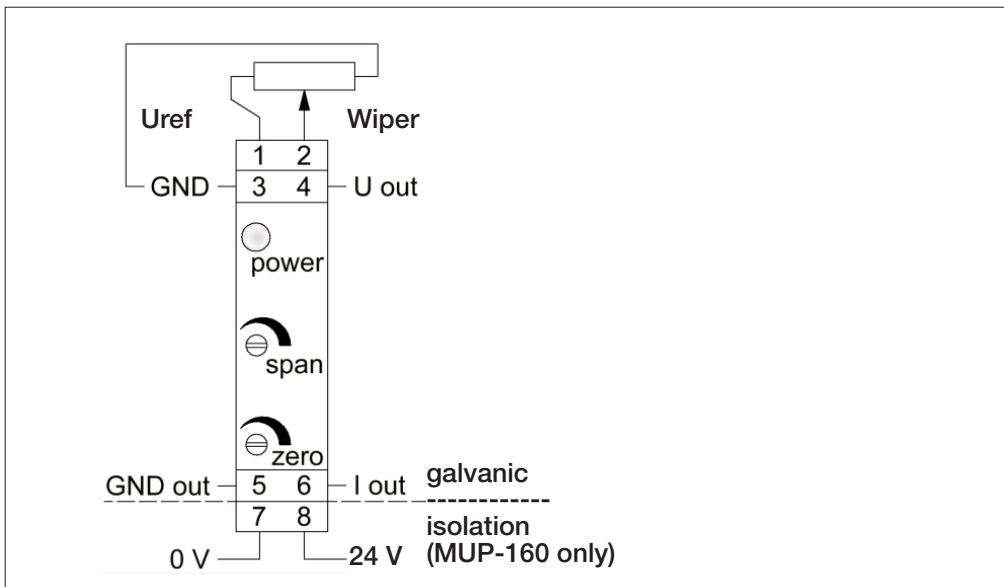 Uref Wiper
1 2
GND 3 4 U out
power
span
zero
GND out 5 6 I out galvanic
7 8 isolation
0 V 24 V (MUP-160 only)